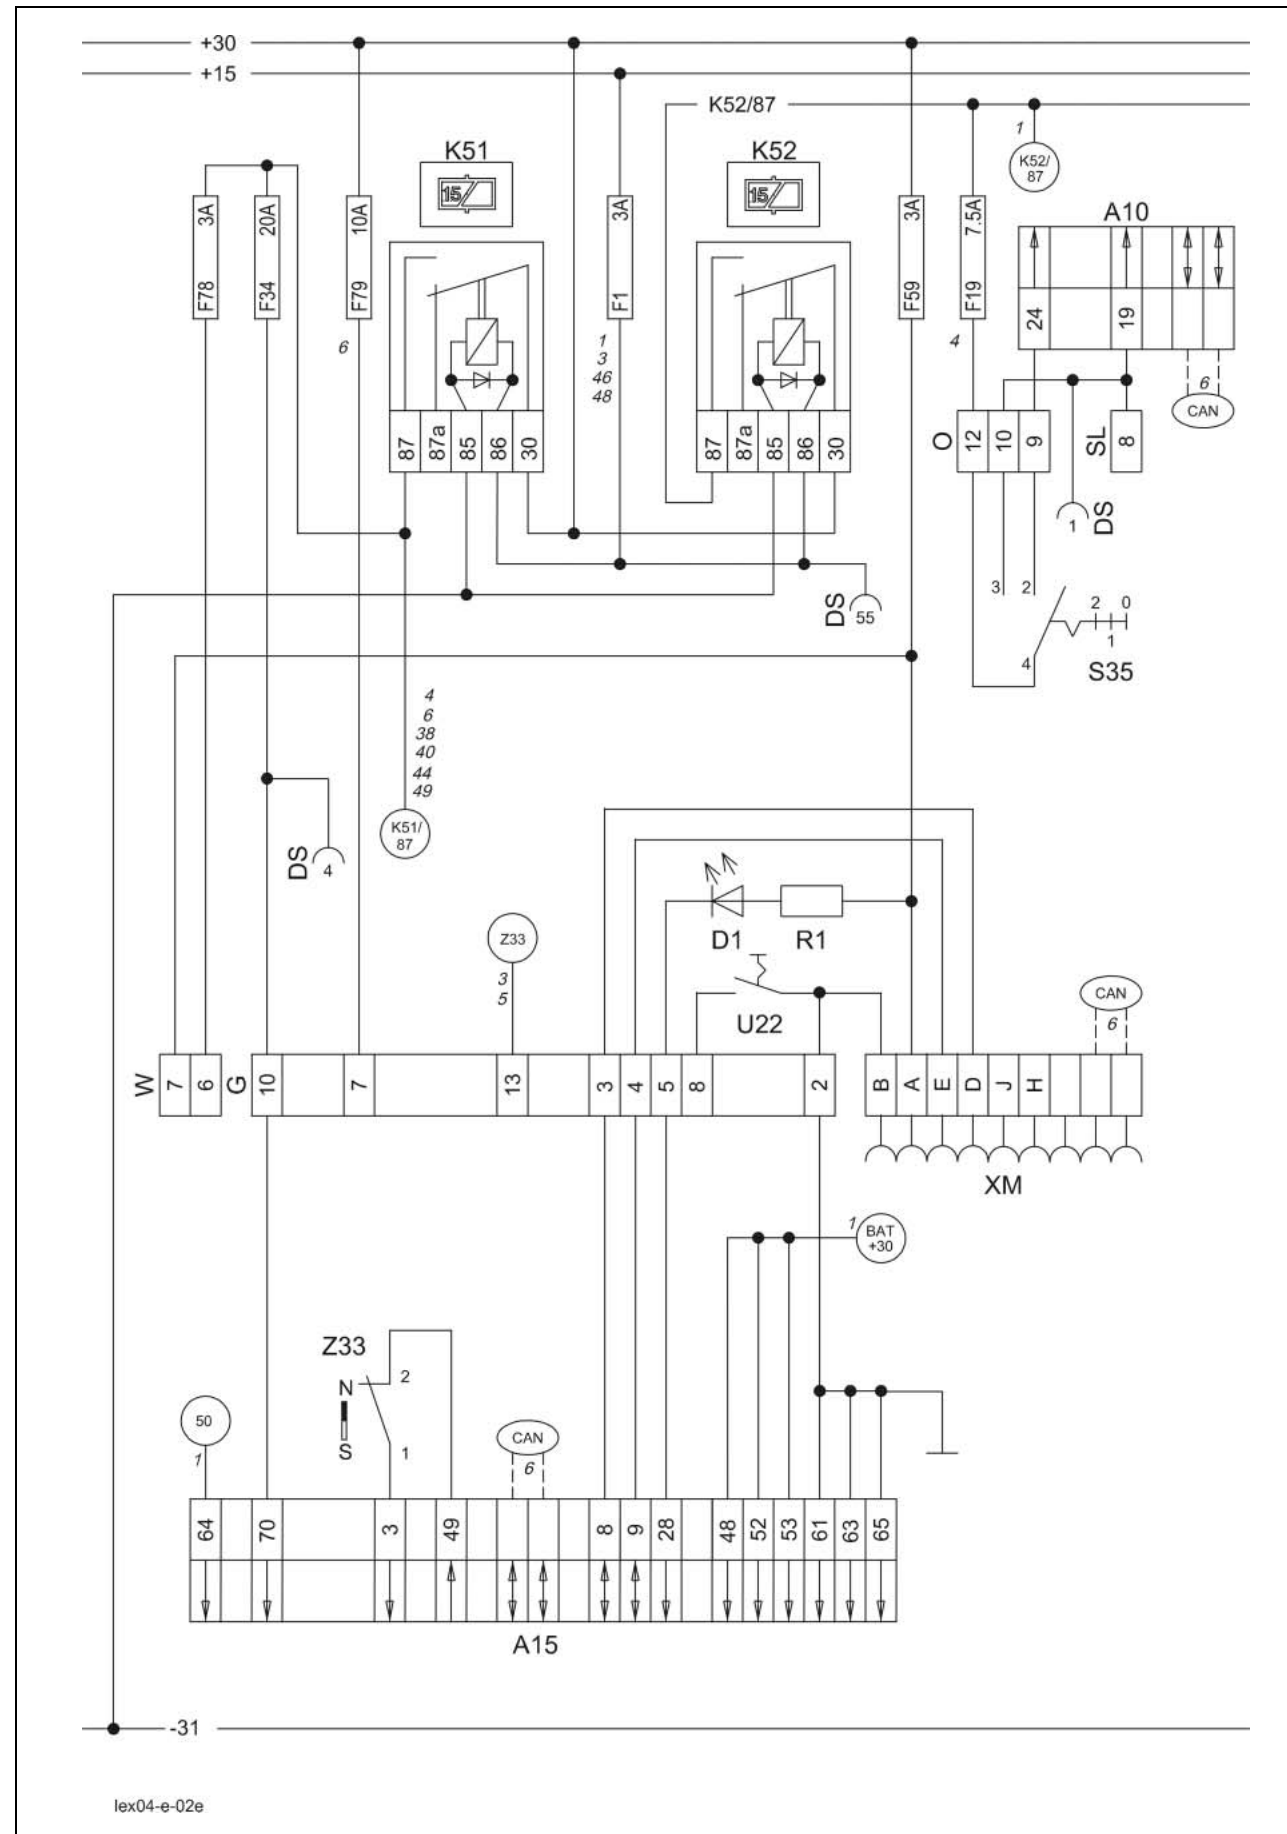 +30
+15
K52/87
1
K52/
87
K51
K52
15
15
3A
F78
20A
F34
10A
F79
6
3A
F1
1
3
46
48
3A
F59
7.5A
F19
4
A10
24
19
6
CAN
87
87a
85
86
30
87
87a
85
86
30
O
12
10
9
SL
8
DS
1
DS
55
3
2
4
2
0
1
S35
4
6
38
40
44
49
K51/
87
DS
4
Z33
3
5
D1
R1
U22
CAN
6
W
7
6
G
10
7
13
3
4
5
8
2
B
A
E
D
J
H
XM
1
BAT
+30
Z33
N
S
2
1
50
1
CAN
6
64
70
3
49
8
9
28
48
52
53
61
63
65
A15
-31
lex04-e-02e